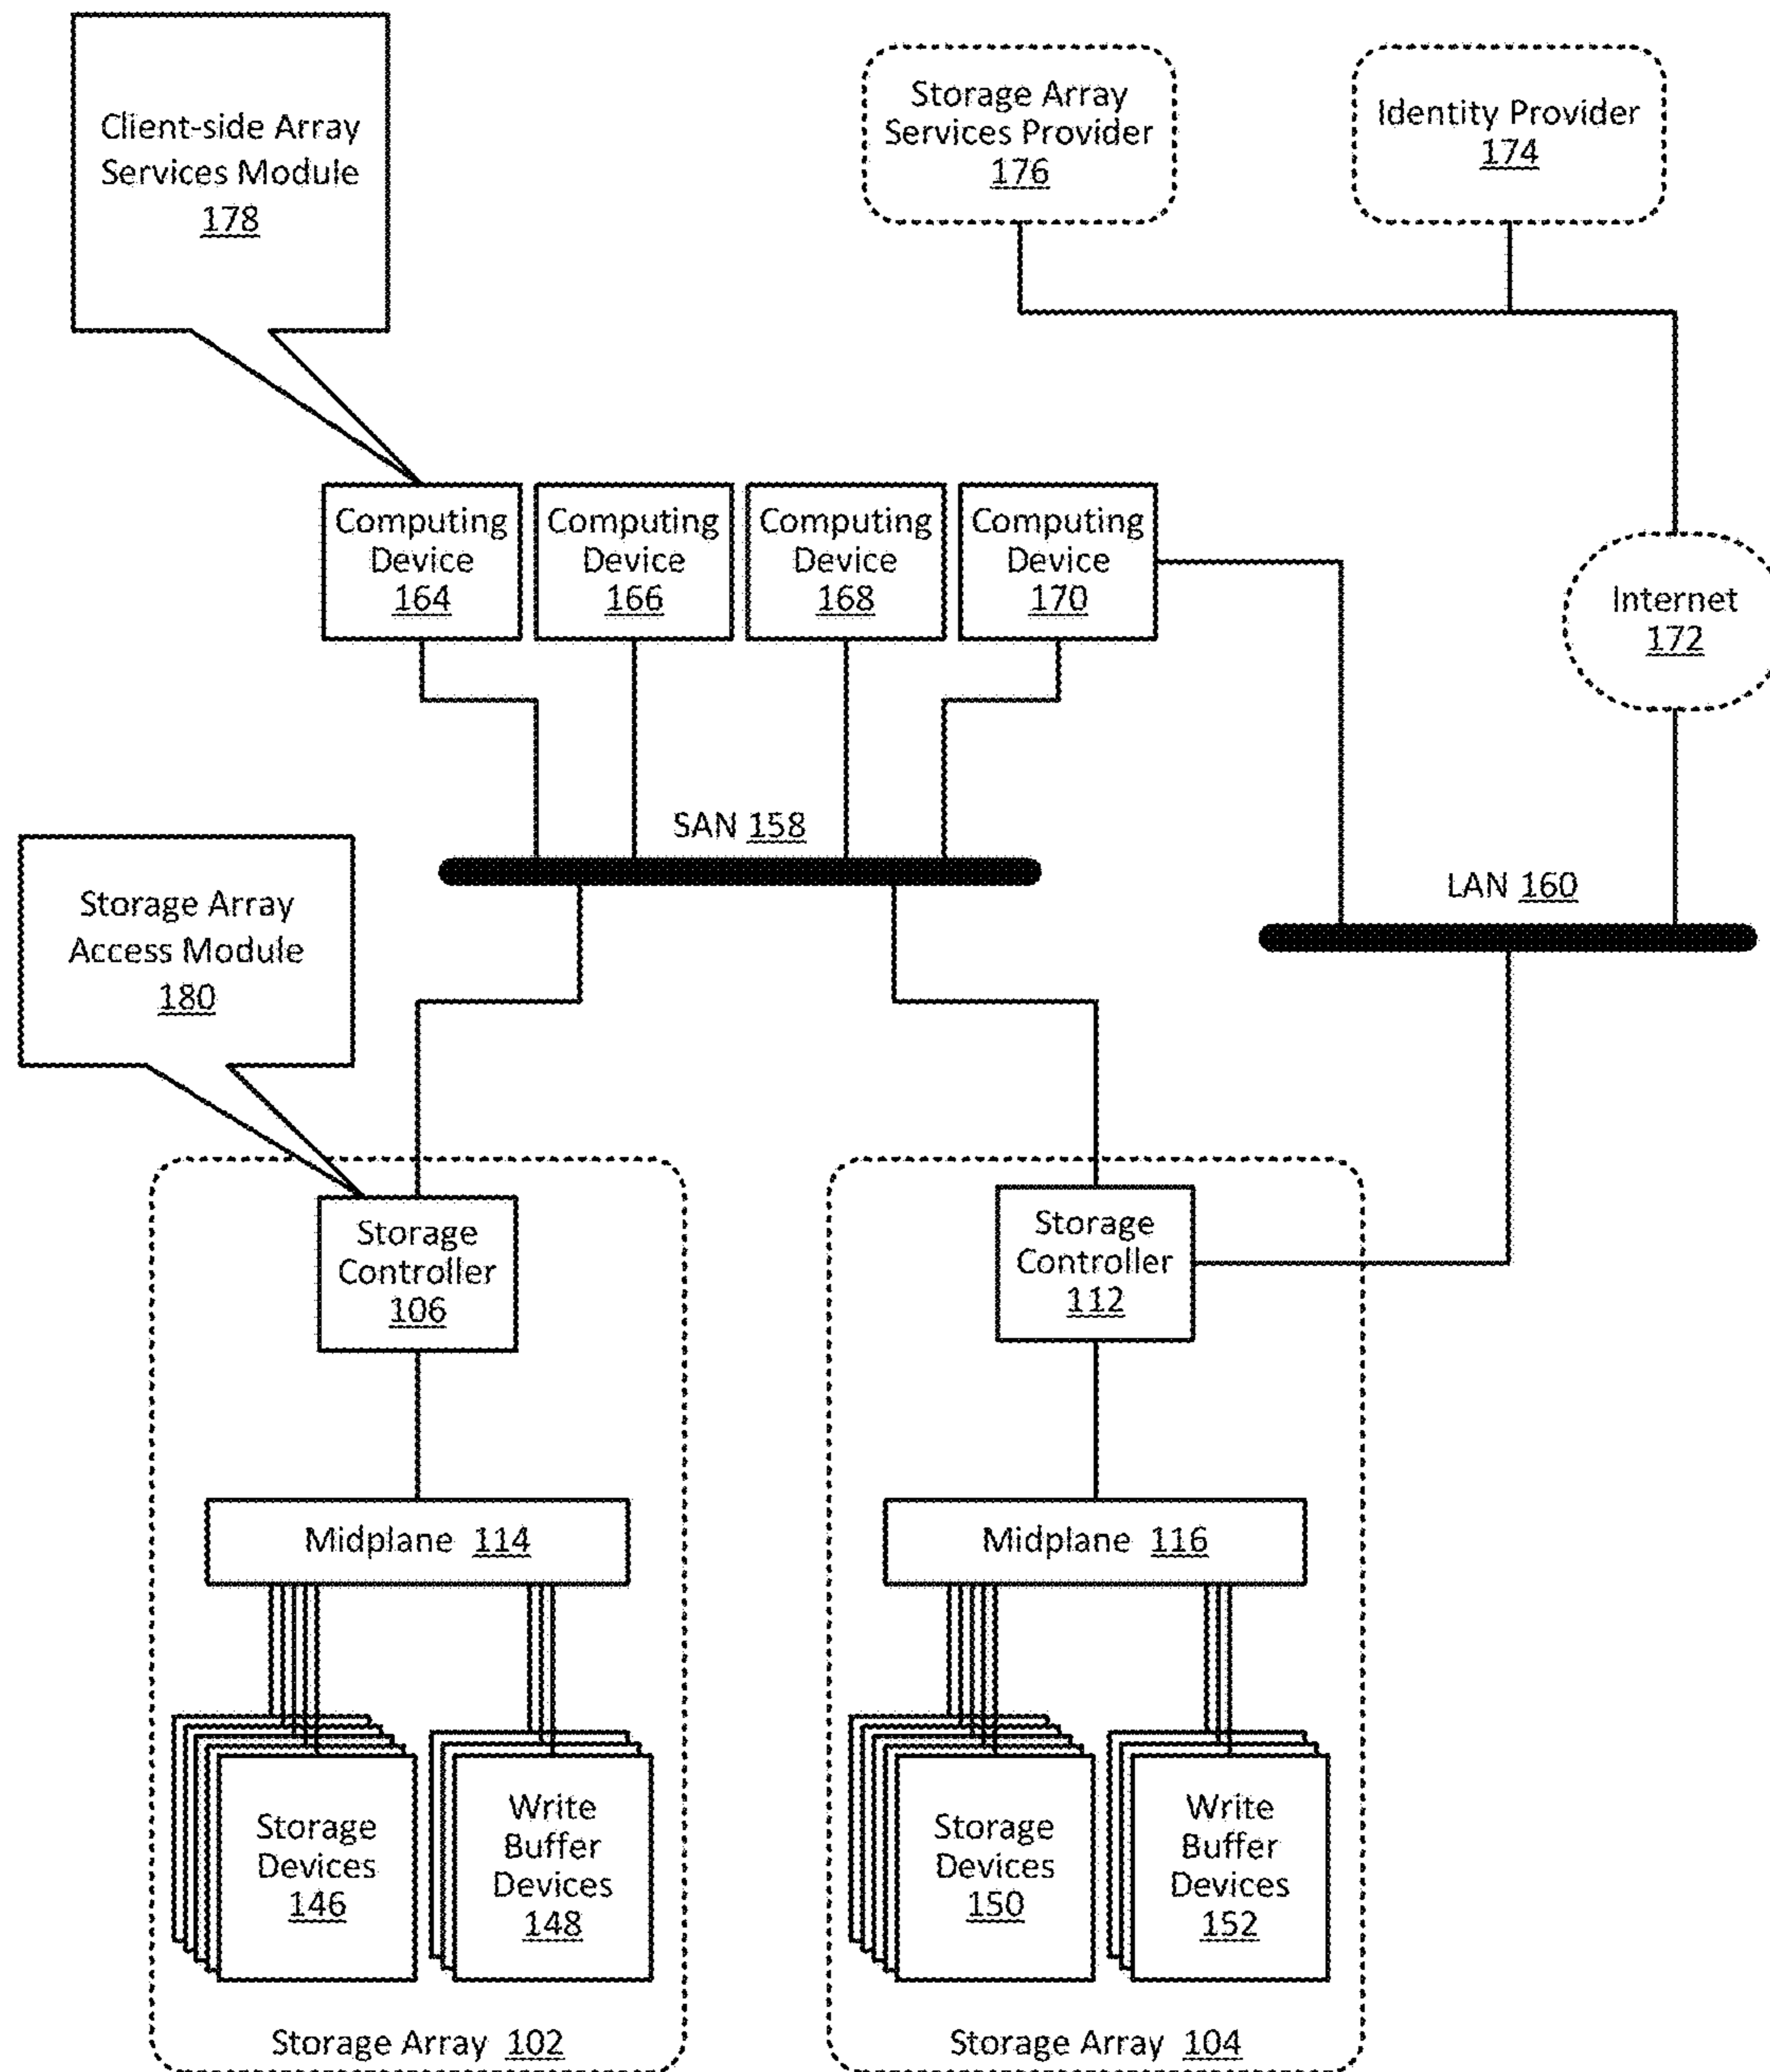 Client-side Array
Services Module
178
Storage Array
Services Provider
176
Identity Provider
174
Computing
Device
164
Computing
Device
166
Computing
Device
168
Computing
Device
170
Internet
172
SAN 158
LAN 160
Storage Array
Access Module
180
Storage
Controller
106
Storage
Controller
112
Midplane 114
Midplane 116
Storage
Devices
146
Write
Buffer
Devices
148
Storage
Devices
150
Write
Buffer
Devices
152
Storage Array 102
Storage Array 104